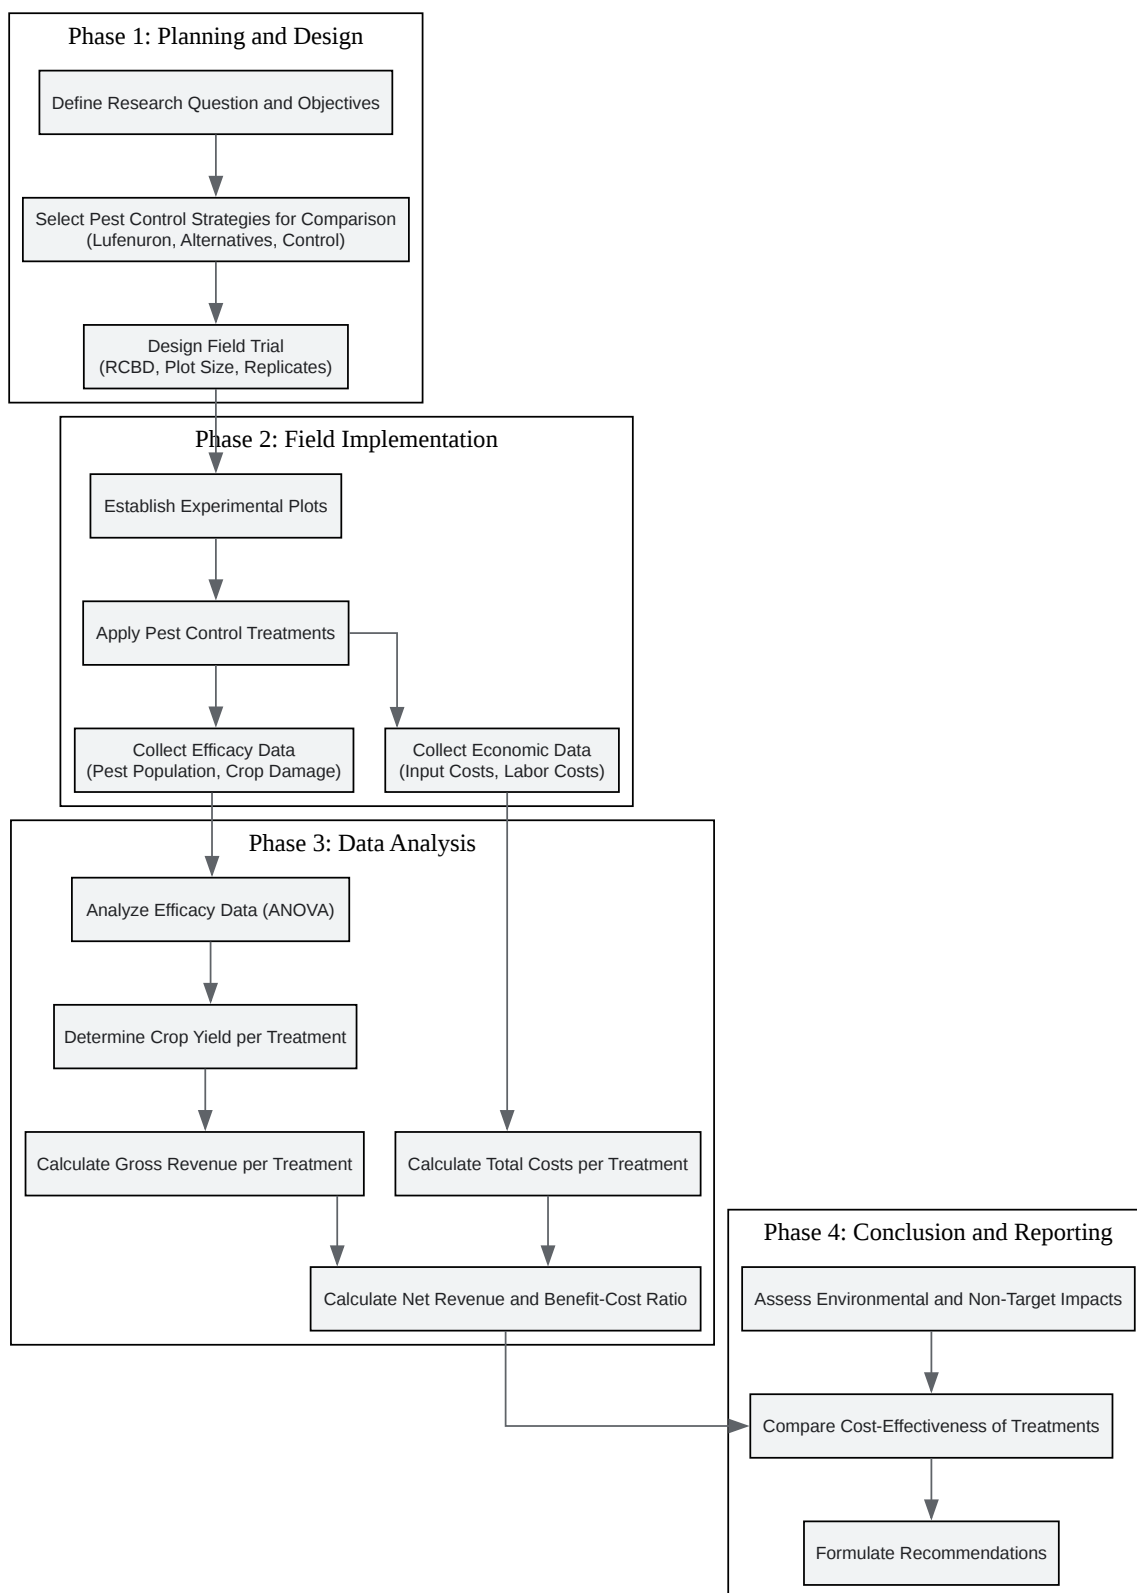 Phase 1: Planning and Design
Define Research Question and Objectives
Select Pest Control Strategies for Comparison
(Lufenuron, Alternatives, Control)
Design Field Trial
(RCBD, Plot Size, Replicates)
Phase 2: Field Implementation
Establish Experimental Plots
Apply Pest Control Treatments
Collect Efficacy Data
(Pest Population, Crop Damage)
Collect Economic Data
(Input Costs, Labor Costs)
Phase 3: Data Analysis
Analyze Efficacy Data (ANOVA)
Determine Crop Yield per Treatment
Calculate Gross Revenue per Treatment
Calculate Total Costs per Treatment
Calculate Net Revenue and Benefit-Cost Ratio
Phase 4: Conclusion and Reporting
Assess Environmental and Non-Target Impacts
Compare Cost-Effectiveness of Treatments
Formulate Recommendations